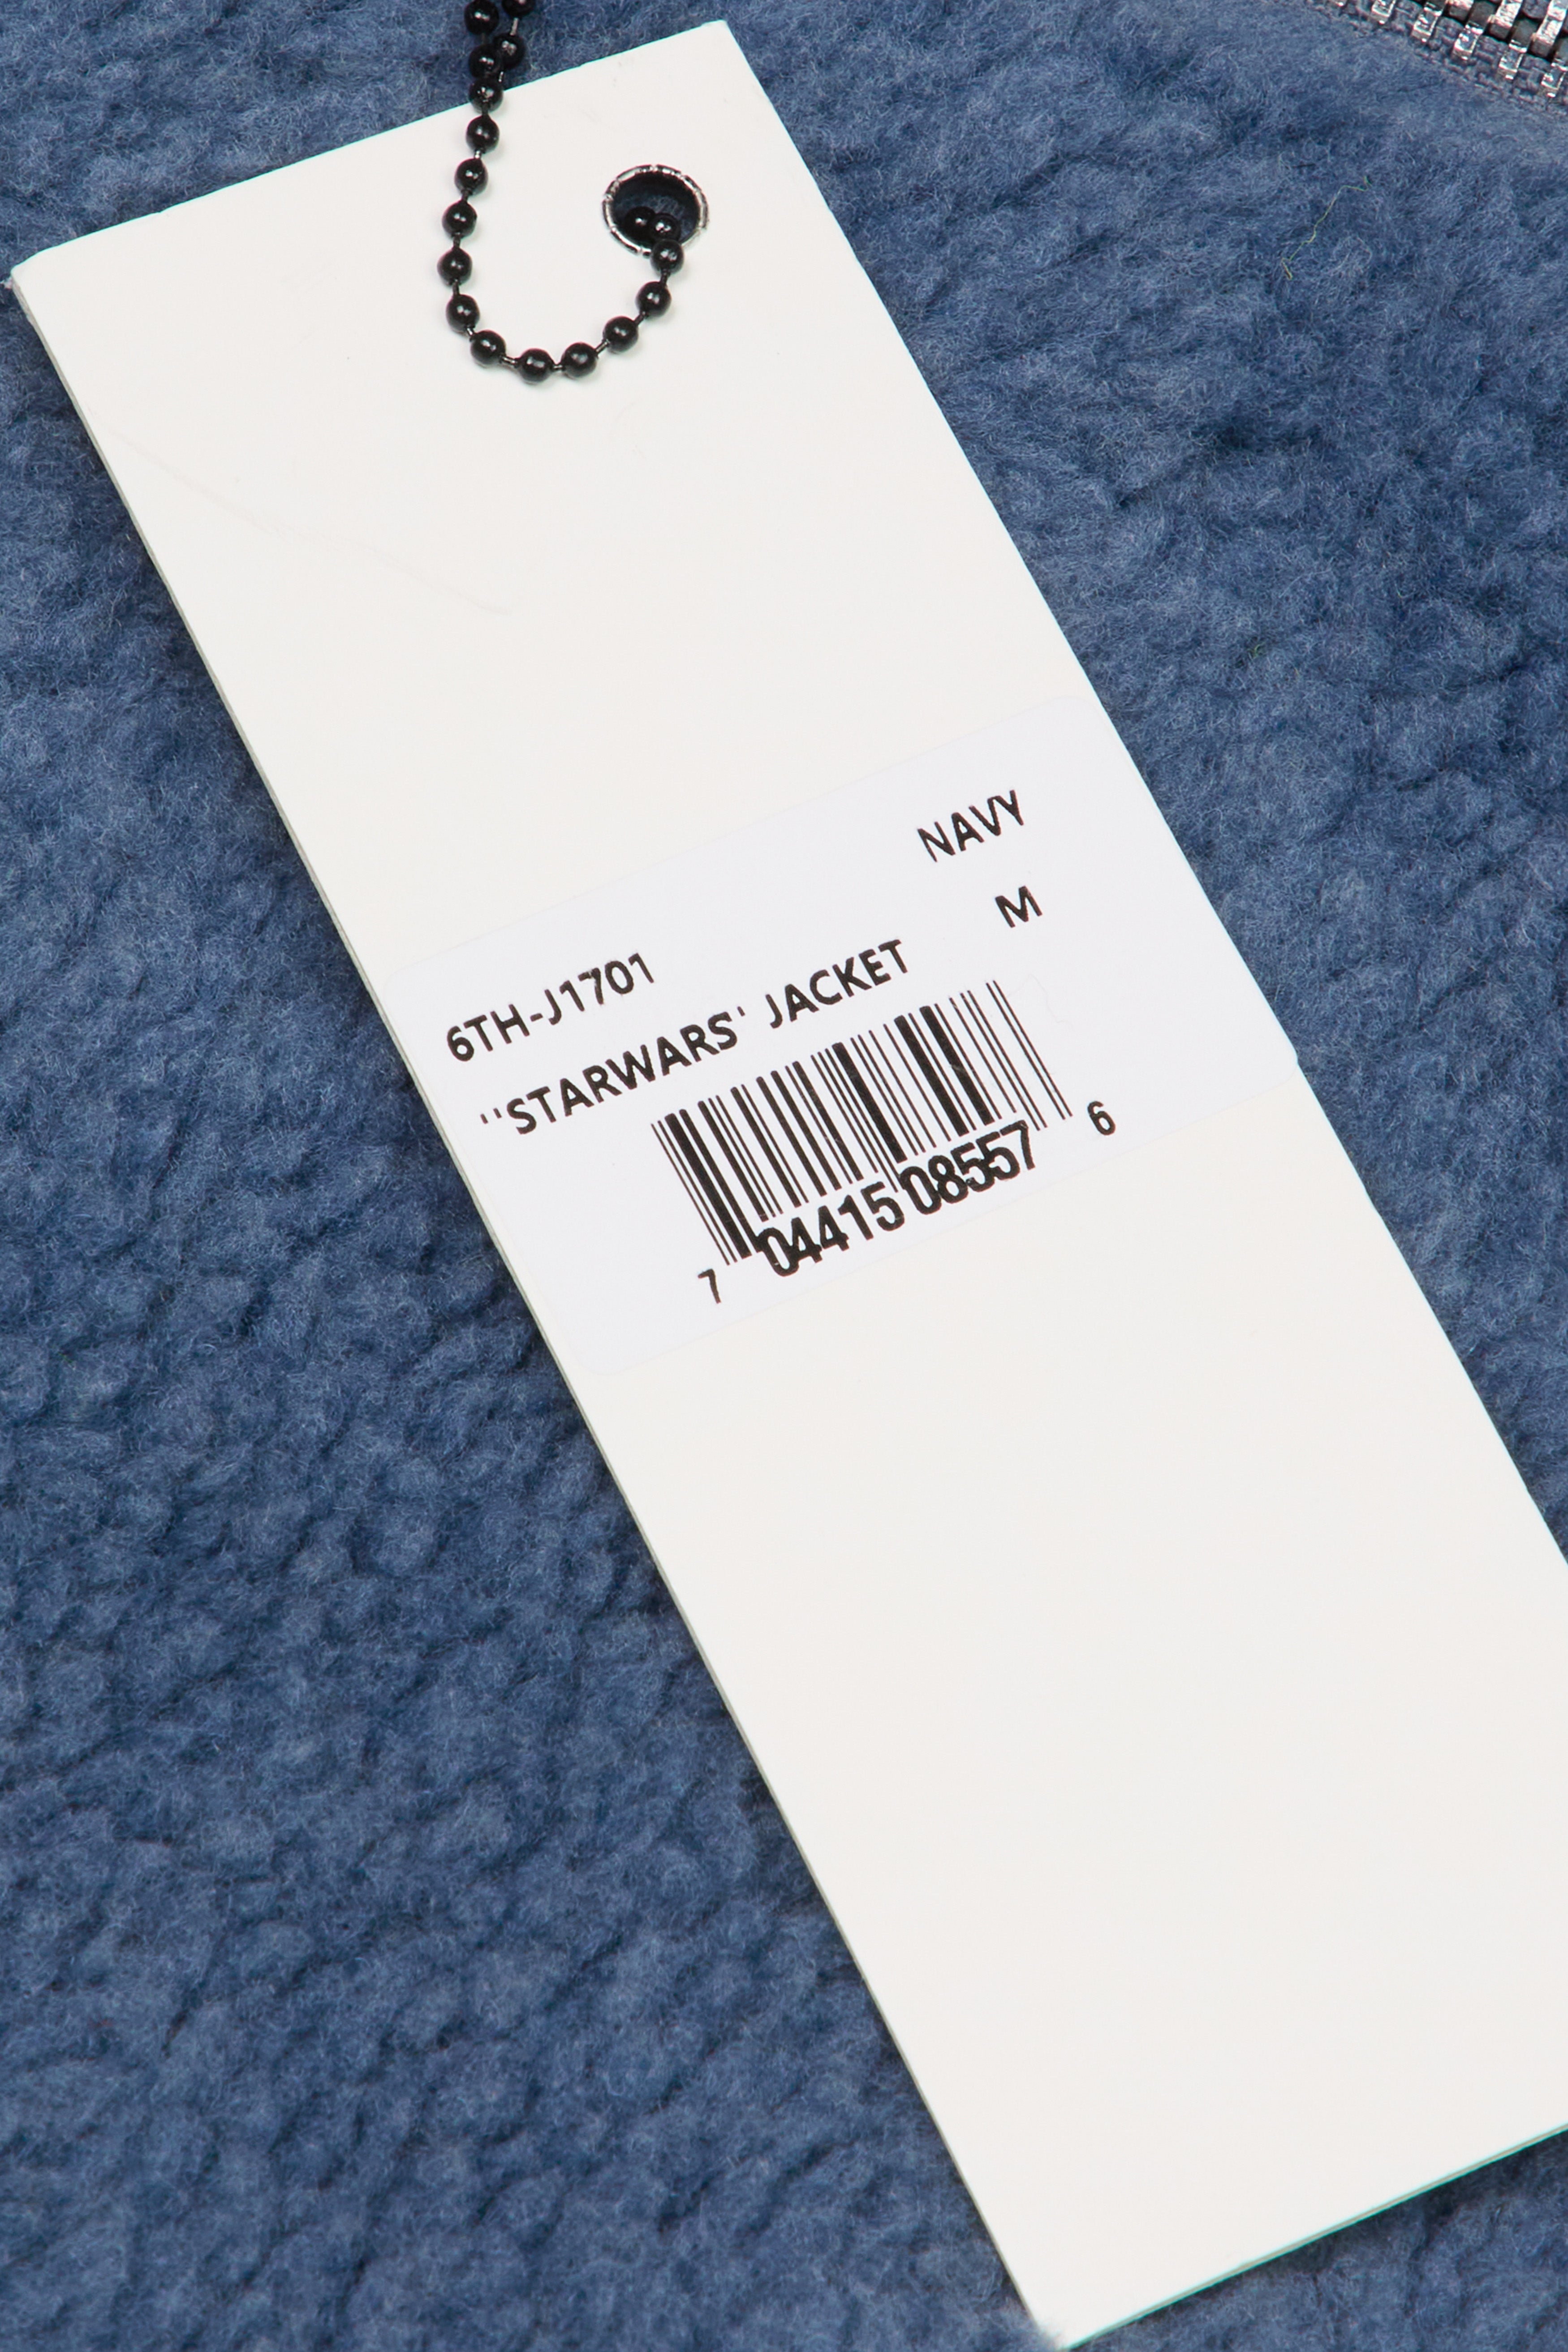 NAVY
6TH-J1701 M
"STARWARS' JACKET
7 04415 08557 6